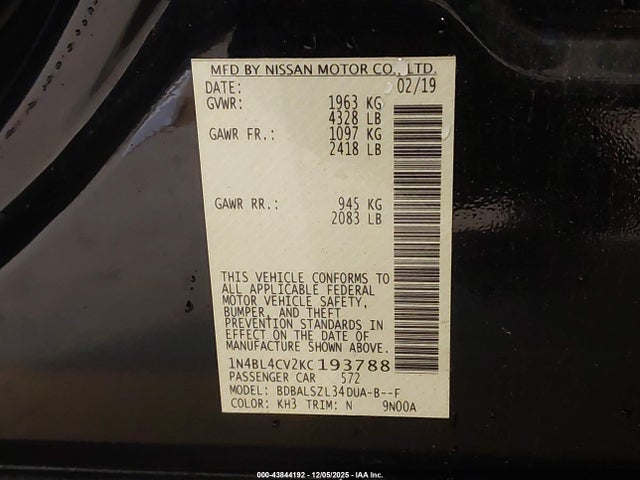 MFD BY NISSAN MOTOR CO., LTD.
DATE: 02/19
GVWR: 1963 KG
4328 LB
GAWR FR.: 1097 KG
2418 LB
GAWR RR.: 945 KG
2083 LB
THIS VEHICLE CONFORMS TO
ALL APPLICABLE FEDERAL
MOTOR VEHICLE SAFETY,
BUMPER, AND THEFT
PREVENTION STANDARDS IN
EFFECT ON THE DATE OF
MANUFACTURE SHOWN ABOVE.
1N4BL4CV2KC193788
PASSENGER CAR 572
MODEL: BDBALSZL34DUA-B--F
COLOR: KH3 TRIM: N 9N00A
000-43844192 - 12/05/2025 - IAA Inc.